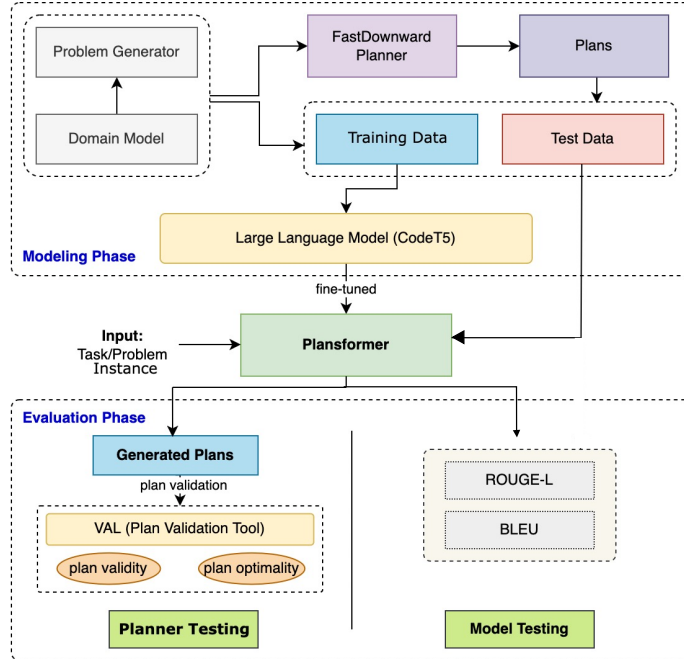 Problem Generator
FastDownward
Planner
Plans
Domain Model
Training Data
Test Data
Large Language Model (CodeT5)
Modeling Phase
fine-tuned
Input:
Task/Problem
Instance
Plansformer
Evaluation Phase
Generated Plans
plan validation
ROUGE-L
VAL (Plan Validation Tool)
BLEU
plan validity
plan optimality
Planner Testing
Model Testing